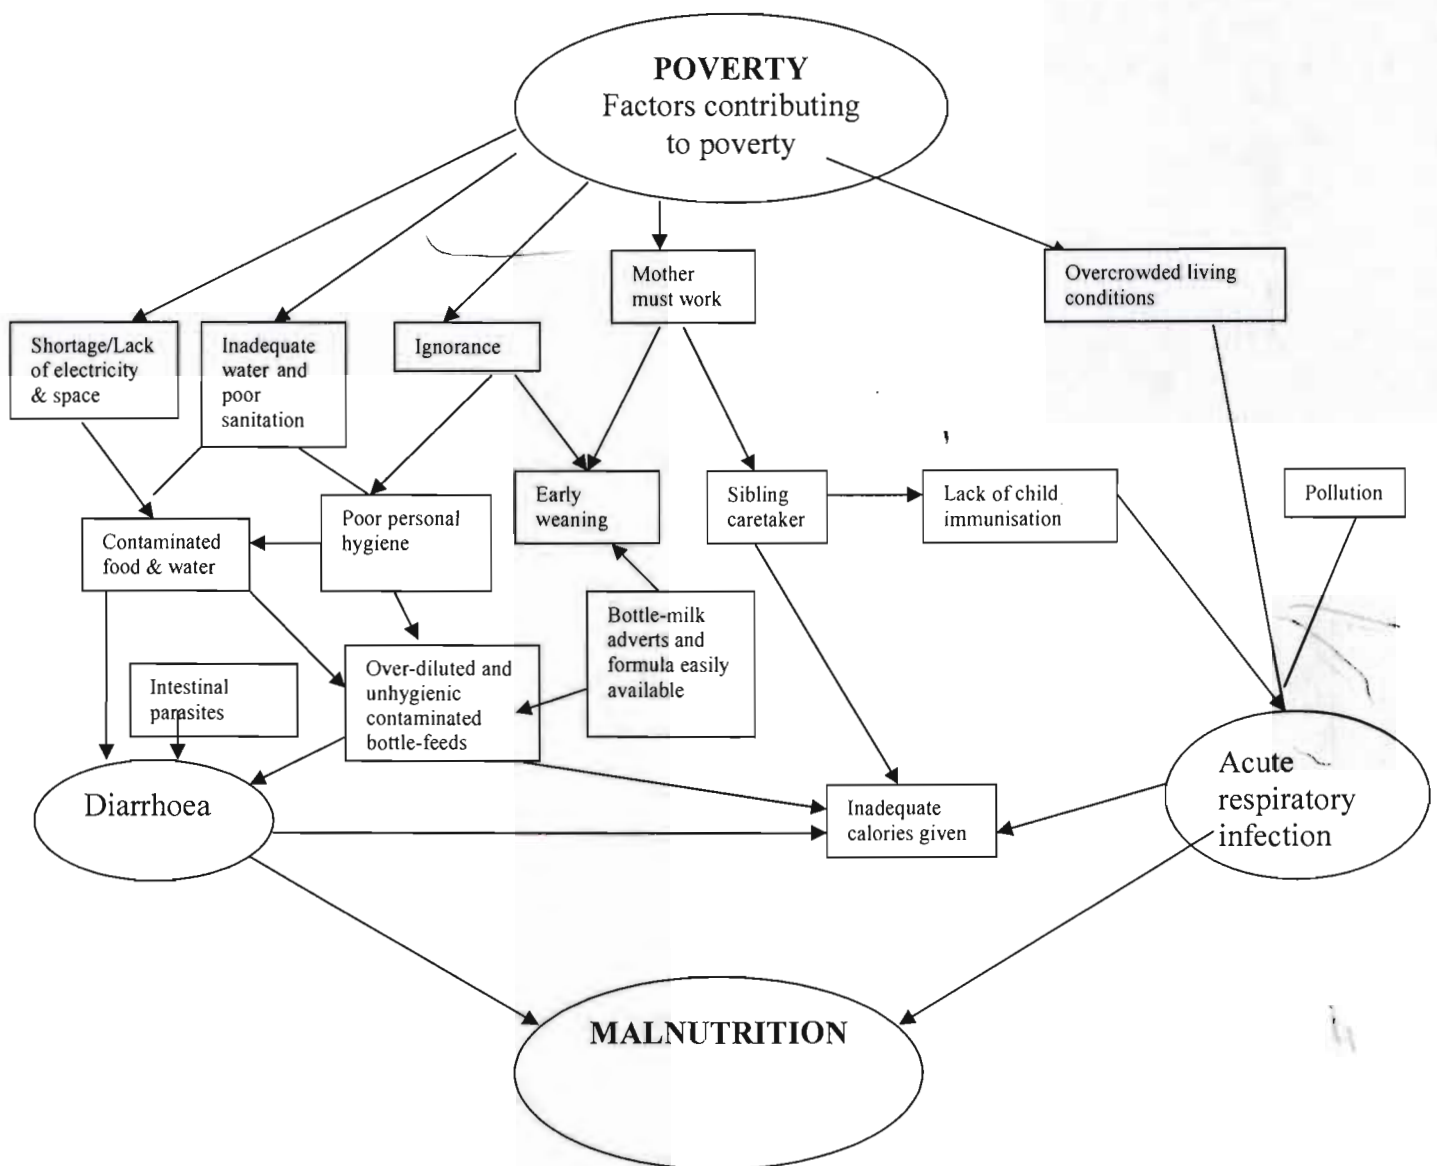 POVERTY
Factors contributing
to poverty
Mother
must work
Overcrowded living
conditions
Shortage/Lack
of electricity
& space
Inadequate
water and
poor
sanitation
Ignorance
Early
weaning
Sibling
caretaker
Lack of child
immunisation
Pollution
Contaminated
food & water
Poor personal
hygiene
Bottle-milk
adverts and
formula easily
available
Intestinal
parasites
Over-diluted and
unhygienic
contaminated
bottle-feeds
Diarrhoea
Inadequate
calories given
Acute
respiratory
infection
MALNUTRITION